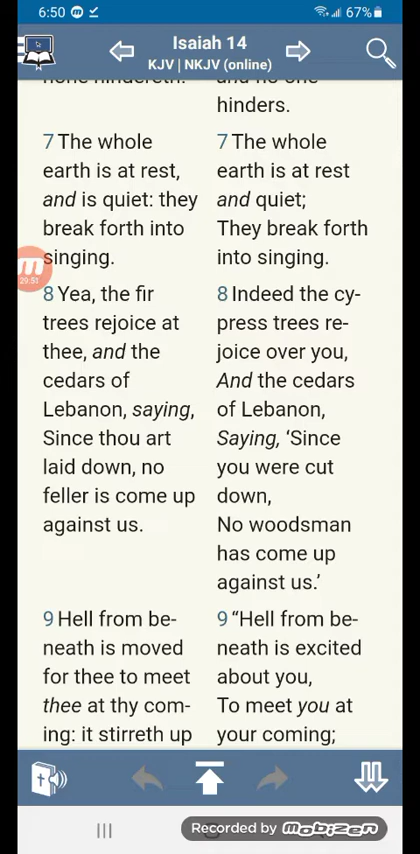 6:50
67%
Isaiah 14
KJV | NKJV (online)
none hindereth.
7 The whole
earth is at rest,
and is quiet: they
break forth into
singing.
8 Yea, the fir
trees rejoice at
thee, and the
cedars of
Lebanon, saying,
Since thou art
laid down, no
feller is come up
against us.
9 Hell from be-
neath is moved
for thee to meet
thee at thy com-
ing: it stirreth up
and no one
hinders.
7 The whole
earth is at rest
and quiet;
They break forth
into singing.
8 Indeed the cy-
press trees re-
joice over you,
And the cedars
of Lebanon,
Saying, ‘Since
you were cut
down,
No woodsman
has come up
against us.’
9 “Hell from be-
neath is excited
about you,
To meet you at
your coming;
Recorded by mobizen